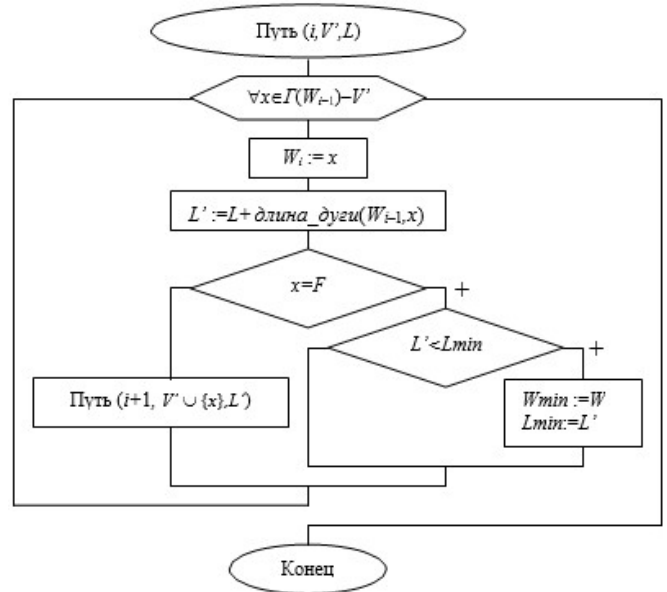 Путь (i,V’,L)
∀x∈Γ(Wi–1)–V’
Wi := x
L’ :=L+ длина_дуги(Wi–1,x)
x=F
+
L’<Lmin
+
Путь (i+1, V’ ∪ {x},L’)
Wmin :=W
Lmin:=L’
Конец